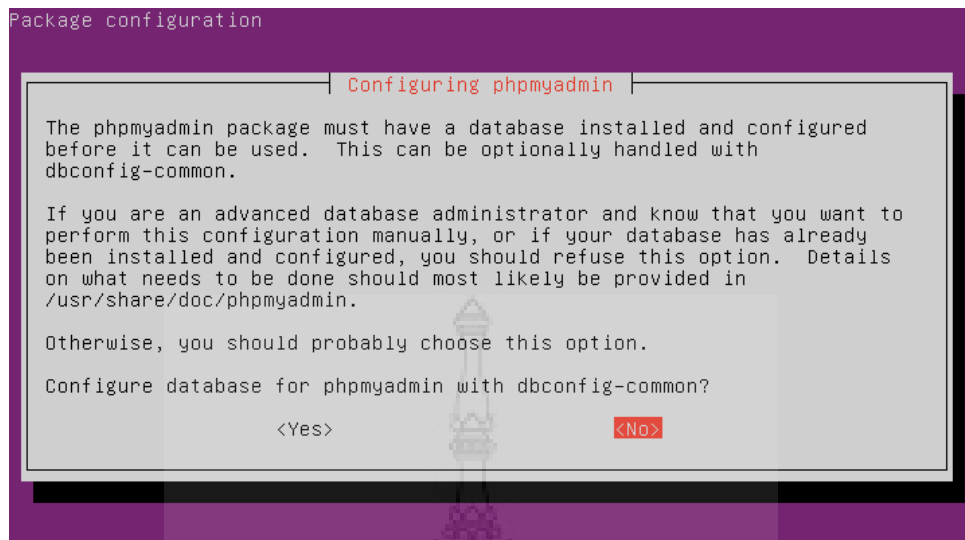 Package configuration
Configuring phpmyadmin
The phpmyadmin package must have a database installed and configured
before it can be used.  This can be optionally handled with
dbconfig-common.
If you are an advanced database administrator and know that you want to
perform this configuration manually, or if your database has already
been installed and configured, you should refuse this option.  Details
on what needs to be done should most likely be provided in
/usr/share/doc/phpmyadmin.
Otherwise, you should probably choose this option.
Configure database for phpmyadmin with dbconfig-common?
<Yes> <No>